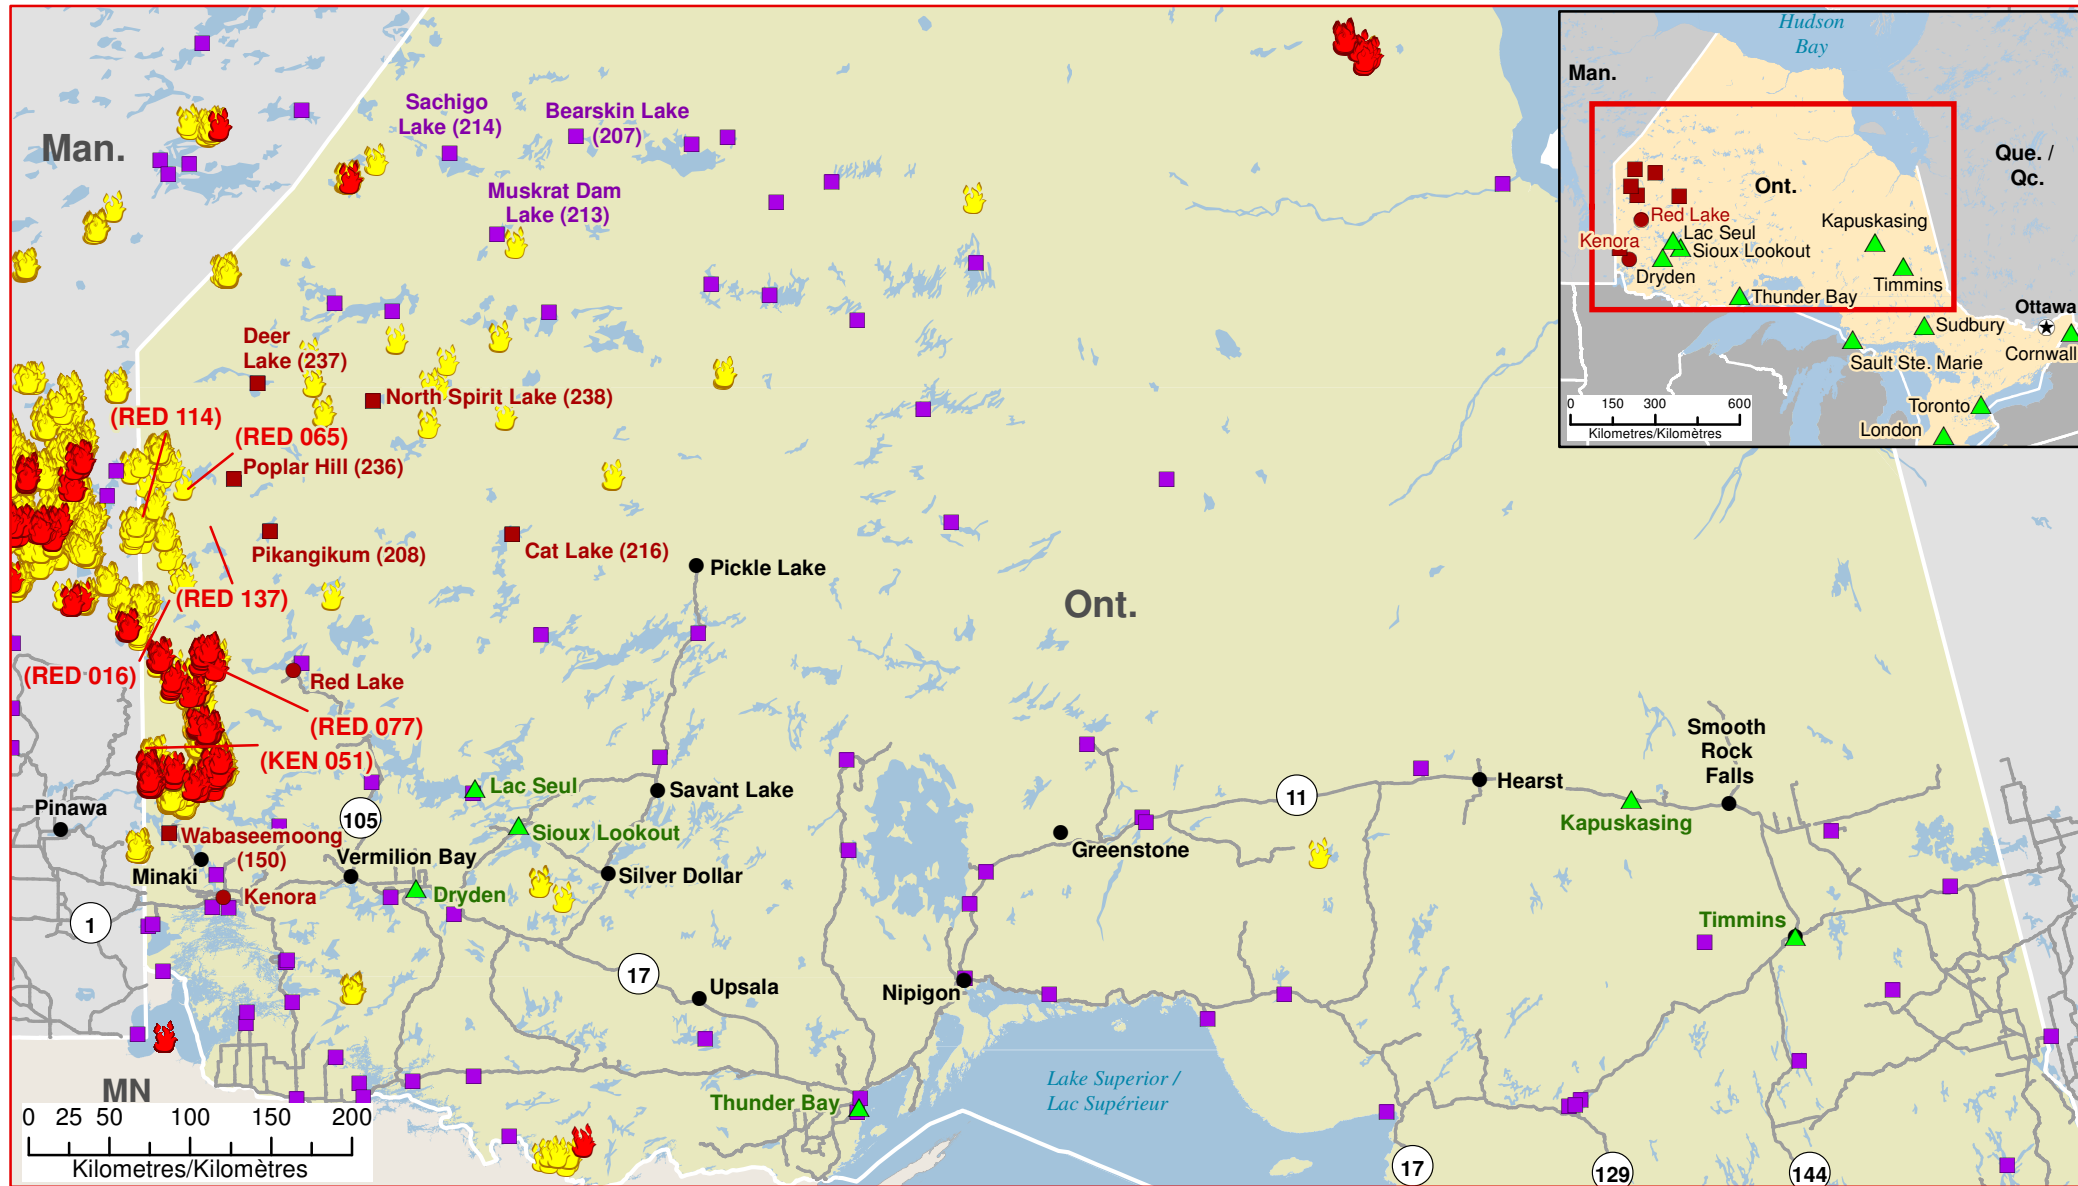 Man.
Sachigo
Lake (214)
Bearskin Lake
(207)
Muskrat Dam
Lake (213)
Deer
Lake (237)
North Spirit Lake (238)
(RED 114)
(RED 065)
Poplar Hill (236)
Pikangikum (208)
Cat Lake (216)
Pickle Lake
(RED 137)
Ont.
(RED 016)
Red Lake
(RED 077)
(KEN 051)
Smooth
Rock
Falls
Pinawa
Lac Seul
Savant Lake
11
Hearst
105
Kapuskasing
Wabaseemoong
(150)
Sioux Lookout
Greenstone
Minaki
Vermilion Bay
Silver Dollar
Kenora
Dryden
1
Timmins
17
Upsala
Nipigon
MN
Lake Superior /
Lac Supérieur
Thunder Bay
0 25 50 100 150 200
Kilometres/Kilomètres
17
129
144
Hudson
Bay
Man.
Que. /
Qc.
Ont.
Red Lake
Kapuskasing
Kenora
Lac Seul
Sioux Lookout
Dryden
Timmins
Thunder Bay
Ottawa
Sudbury
Cornwall
Sault Ste. Marie
0 150 300 600
Kilometres/Kilomètres
Toronto
London